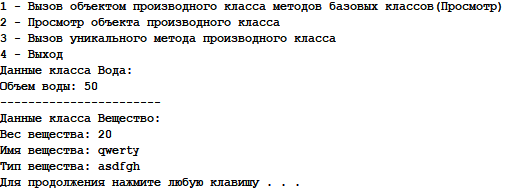 1 - Вызов объектом производного класса методов базовых классов(Просмотр)
2 - Просмотр объекта производного класса
3 - Вызов уникального метода производного класса
4 - Выход
Данные класса Вода:
Объем воды: 50
-----------------------
Данные класса Вещество:
Вес вещества: 20
Имя вещества: qwerty
Тип вещества: asdfgh
Для продолжения нажмите любую клавишу . . .